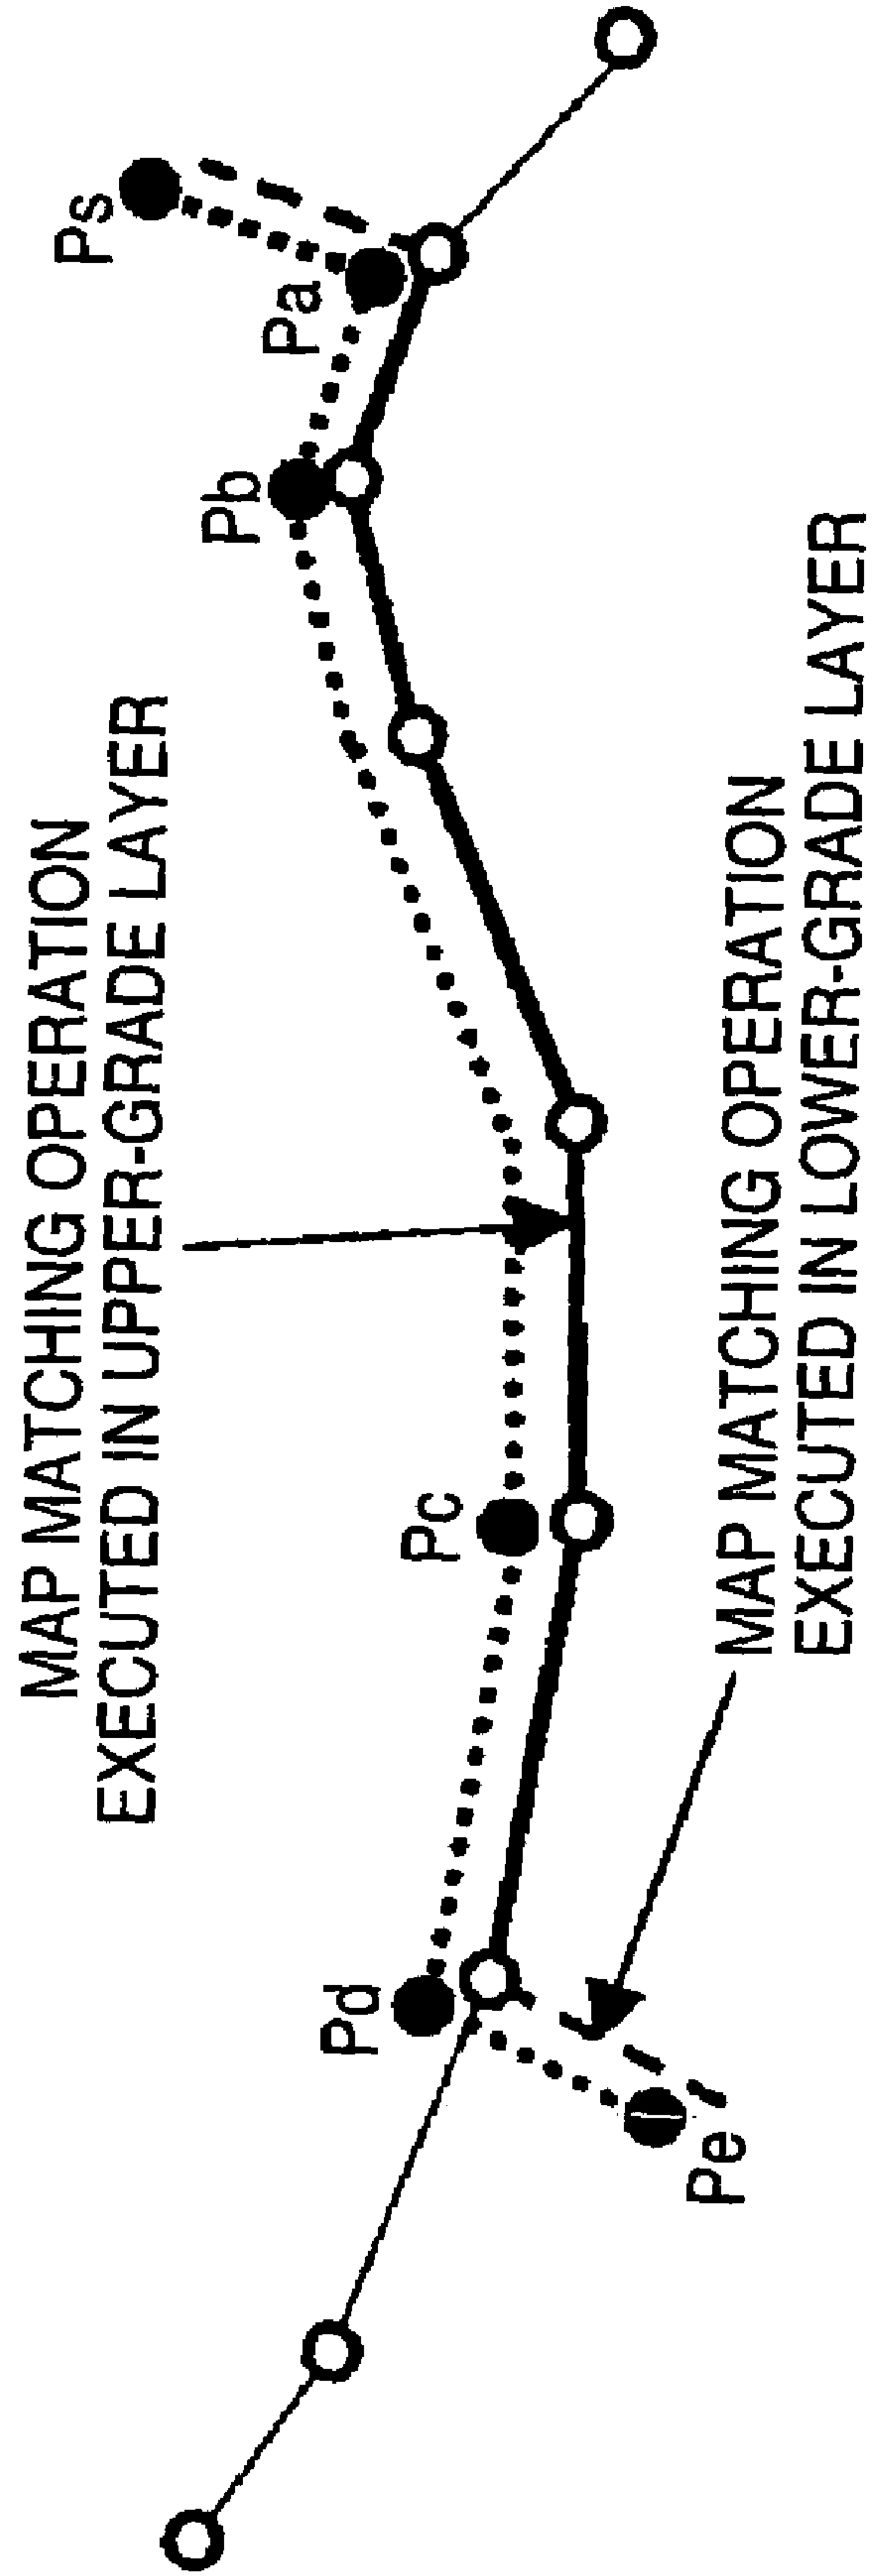 MAP MATCHING OPERATION
EXECUTED IN UPPER-GRADE LAYER
Ps
Pa
Pb
Pc
Pd
Pe
MAP MATCHING OPERATION
EXECUTED IN LOWER-GRADE LAYER